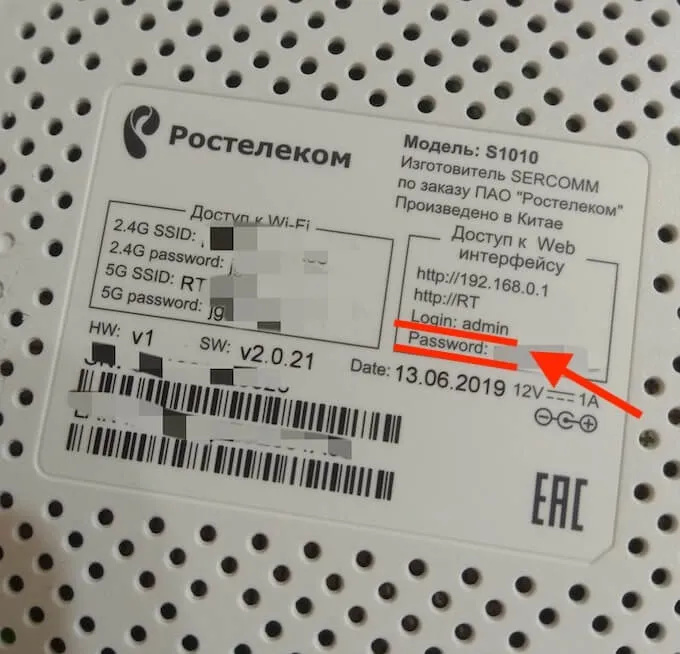 Ростелеком
Модель: S1010
Изготовитель SERCOMM
по заказу ПАО "Ростелеком"
Произведено в Китае
Доступ к Wi-Fi
2.4G SSID:
2.4G password:
5G SSID: RT
5G password: jg
Доступ к Web
интерфейсу
http://192.168.0.1
http://RT
Login: admin
Password:
HW: v1 SW: v2.0.21
Date: 13.06.2019 12V 1A
EAC